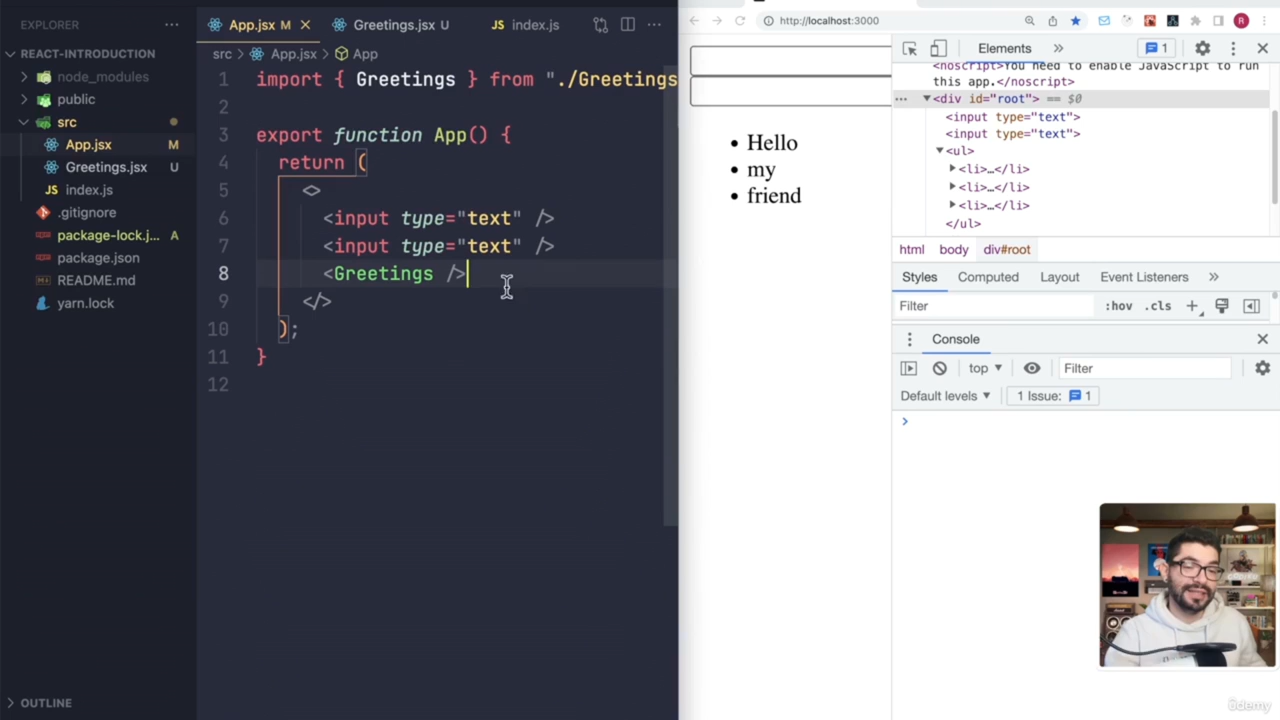 EXPLORER
REACT-INTRODUCTION
node_modules
public
src
App.jsx M
Greetings.jsx U
JS index.js
.gitignore
package-lock.j... A
package.json
README.md
yarn.lock
OUTLINE
App.jsx M
Greetings.jsx U
JS index.js
src > App.jsx > App
1 import { Greetings } from "./Greetings
2
3 export function App() {
4 return (
5 <>
6 <input type="text" />
7 <input type="text" />
8 <Greetings />
9 </>
10 );
11 }
12
http://localhost:3000
R
Hello
my
friend
Elements
1
<noscript>You need to enable JavaScript to run
this app.</noscript>
<div id="root"> == $0
<input type="text">
<input type="text">
<ul>
<li>…</li>
<li>…</li>
<li>…</li>
</ul>
html body div#root
Styles Computed Layout Event Listeners
Filter :hov .cls
Console
top Filter
Default levels 1 Issue: 1
ûdemy